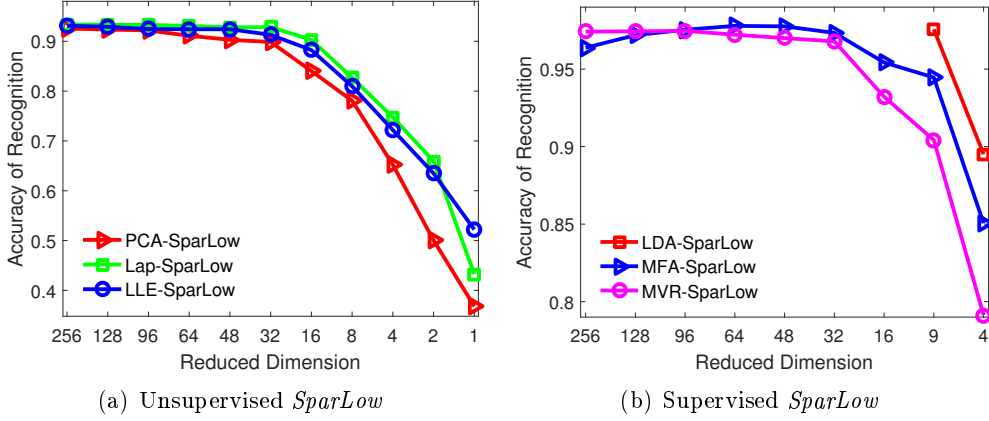 Accuracy of Recognition
0.9
0.8
0.7
0.6
0.5
0.4
PCA-SparLow
Lap-SparLow
LLE-SparLow
256 128 96 64 48 32 16 8 4 2 1
Reduced Dimension
(a) Unsupervised SparLow
Accuracy of Recognition
0.95
0.9
0.85
0.8
LDA-SparLow
MFA-SparLow
MVR-SparLow
256 128 96 64 48 32 16 9 4
Reduced Dimension
(b) Supervised SparLow